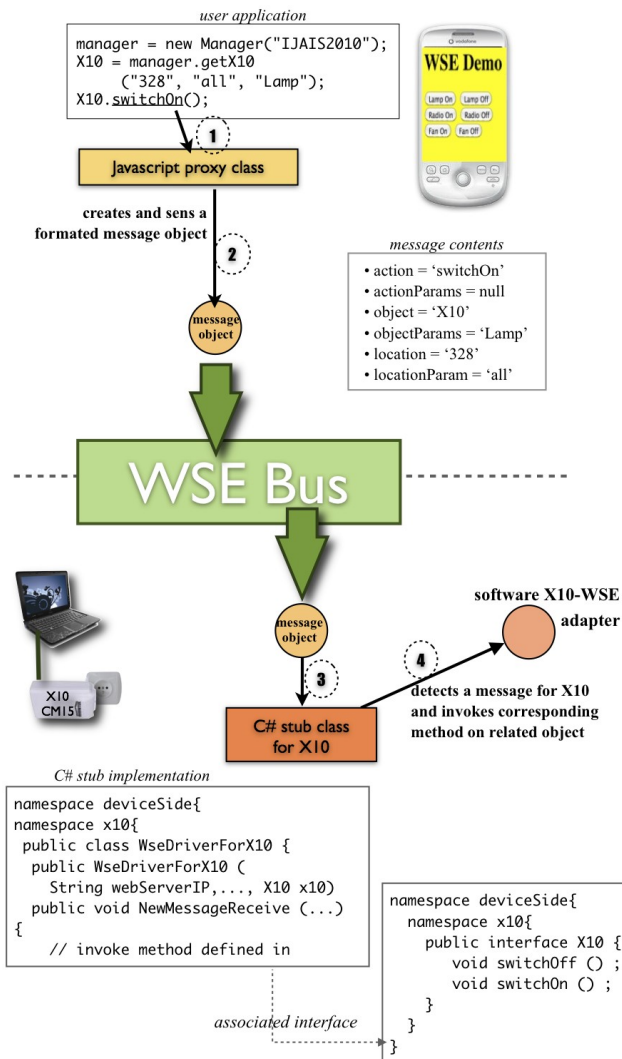 user application
manager = new Manager("IJAIS2010");
X10 = manager.getX10
("328", "all", "Lamp");
X10.switchOn();
1
Javascript proxy class
vodafone
WSE Demo
Lamp On Lamp Off
Radio On Radio Off
Fan On Fan Off
creates and sens a
formated message object
2
message
object
message contents
• action = ‘switchOn’
• actionParams = null
• object = ‘X10’
• objectParams = ‘Lamp’
• location = ‘328’
• locationParam = ‘all’
WSE Bus
message
object
software X10-WSE
adapter
3
4
detects a message for X10
and invokes corresponding
method on related object
X10
CM15
C# stub class
for X10
C# stub implementation
namespace deviceSide{
namespace x10{
public class WseDriverForX10 {
public WseDriverForX10 (
String webServerIP,..., X10 x10)
public void NewMessageReceive (...)
{
// invoke method defined in
associated interface
namespace deviceSide{
namespace x10{
public interface X10 {
void switchOff () ;
void switchOn () ;
}
}
}